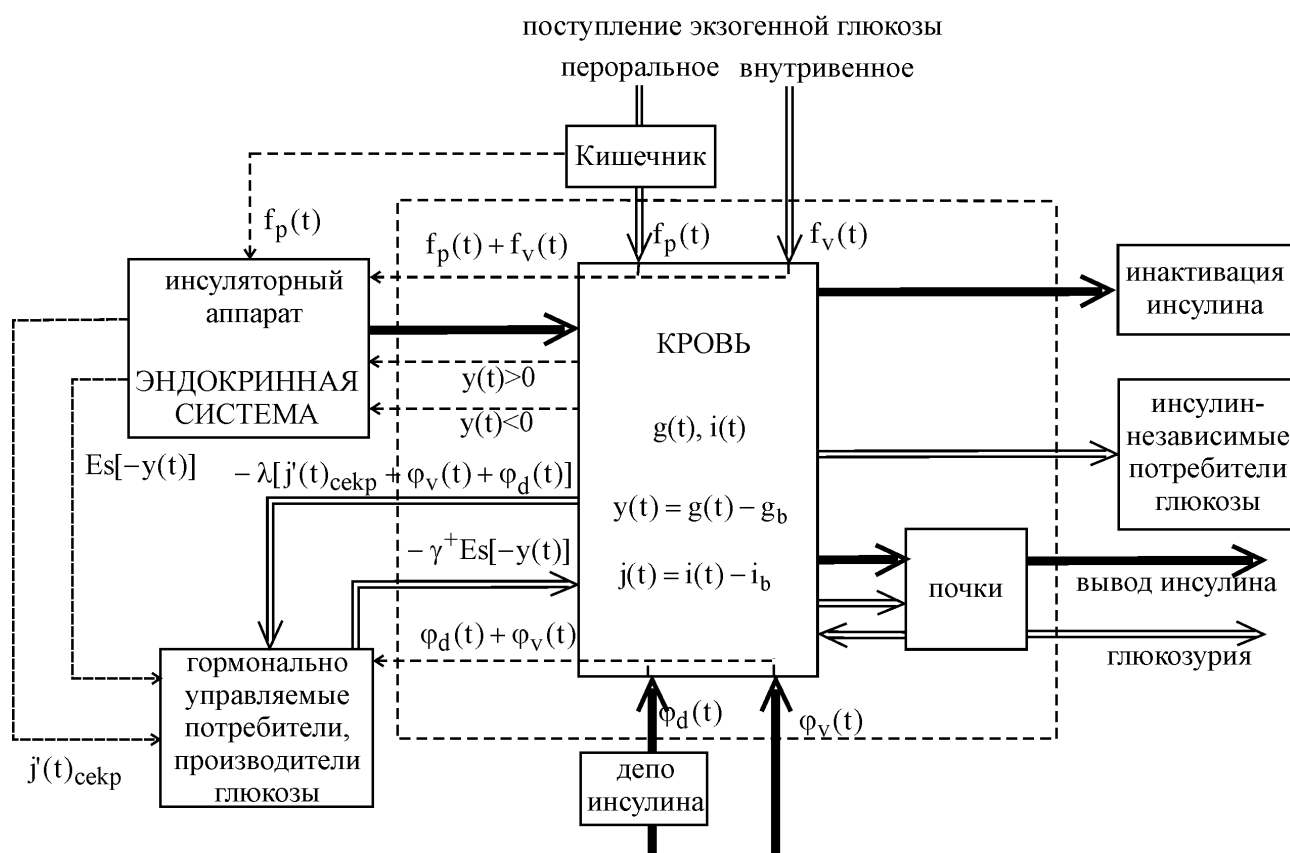 поступление экзогенной глюкозы
пероральное внутривенное
Кишечник
f_p(t)
f_p(t) + f_v(t)
f_p(t)
f_v(t)
инсуляторный
аппарат
ЭНДОКРИННАЯ
СИСТЕМА
КРОВЬ
g(t), i(t)
y(t) = g(t) − g_b
j(t) = i(t) − i_b
инактивация
инсулина
y(t)>0
y(t)<0
инсулин-
независимые
потребители
глюкозы
Es[−y(t)]
− λ[j'(t)_cekp + φ_v(t) + φ_d(t)]
− γ⁺Es[−y(t)]
почки
вывод инсулина
глюкозурия
φ_d(t) + φ_v(t)
гормонально
управляемые
потребители,
производители
глюкозы
j'(t)_cekp
φ_d(t)
φ_v(t)
депо
инсулина